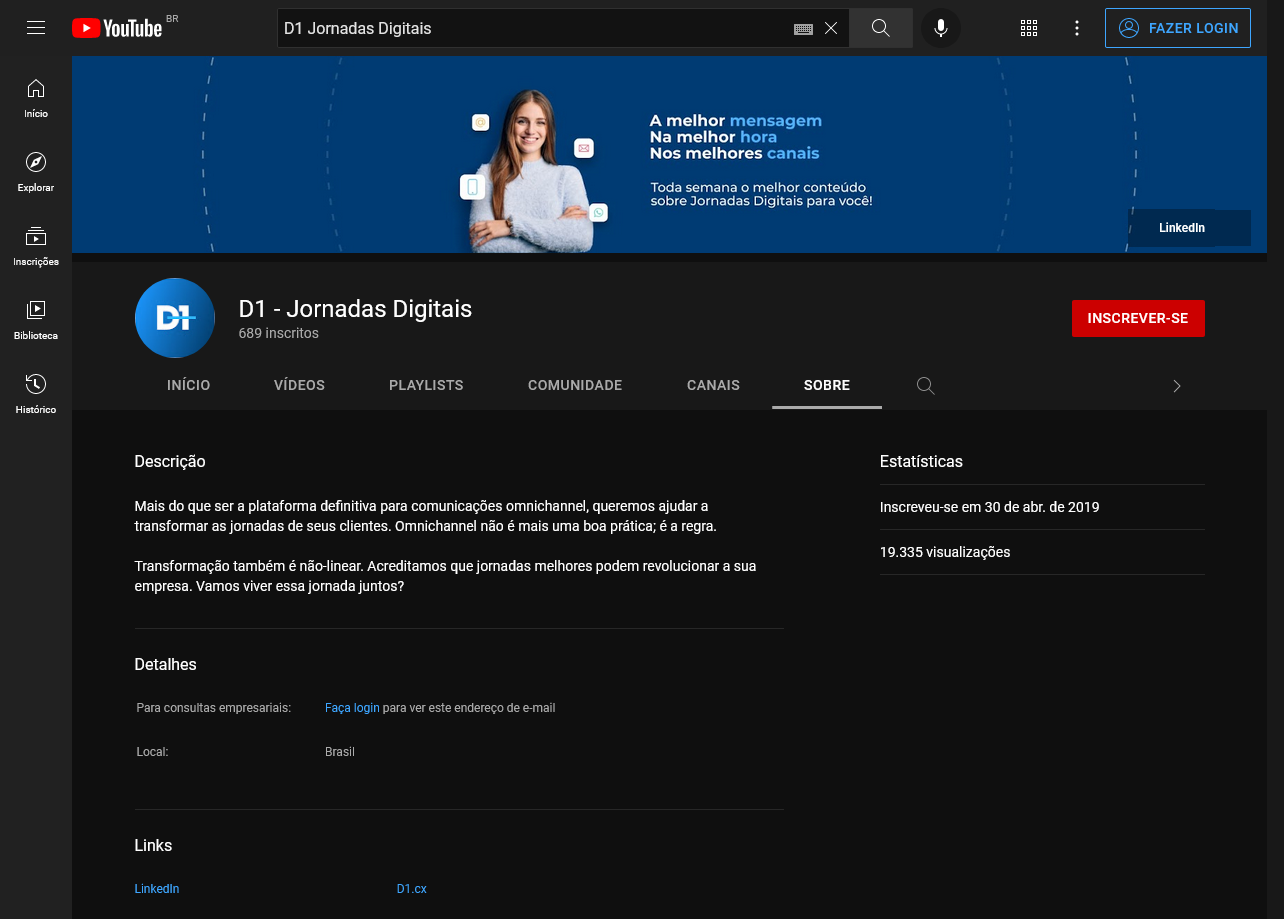 YouTube BR
D1 Jornadas Digitais
FAZER LOGIN
Início
Explorar
Inscrições
Biblioteca
Histórico
A melhor mensagem
Na melhor hora
Nos melhores canais
Toda semana o melhor conteúdo
sobre Jornadas Digitais para você!
LinkedIn
D1
D1 - Jornadas Digitais
689 inscritos
INSCREVER-SE
INÍCIO VÍDEOS PLAYLISTS COMUNIDADE CANAIS SOBRE
Descrição
Mais do que ser a plataforma definitiva para comunicações omnichannel, queremos ajudar a
transformar as jornadas de seus clientes. Omnichannel não é mais uma boa prática; é a regra.
Transformação também é não-linear. Acreditamos que jornadas melhores podem revolucionar a sua
empresa. Vamos viver essa jornada juntos?
Estatísticas
Inscreveu-se em 30 de abr. de 2019
19.335 visualizações
Detalhes
Para consultas empresariais: Faça login para ver este endereço de e-mail
Local: Brasil
Links
LinkedIn D1.cx